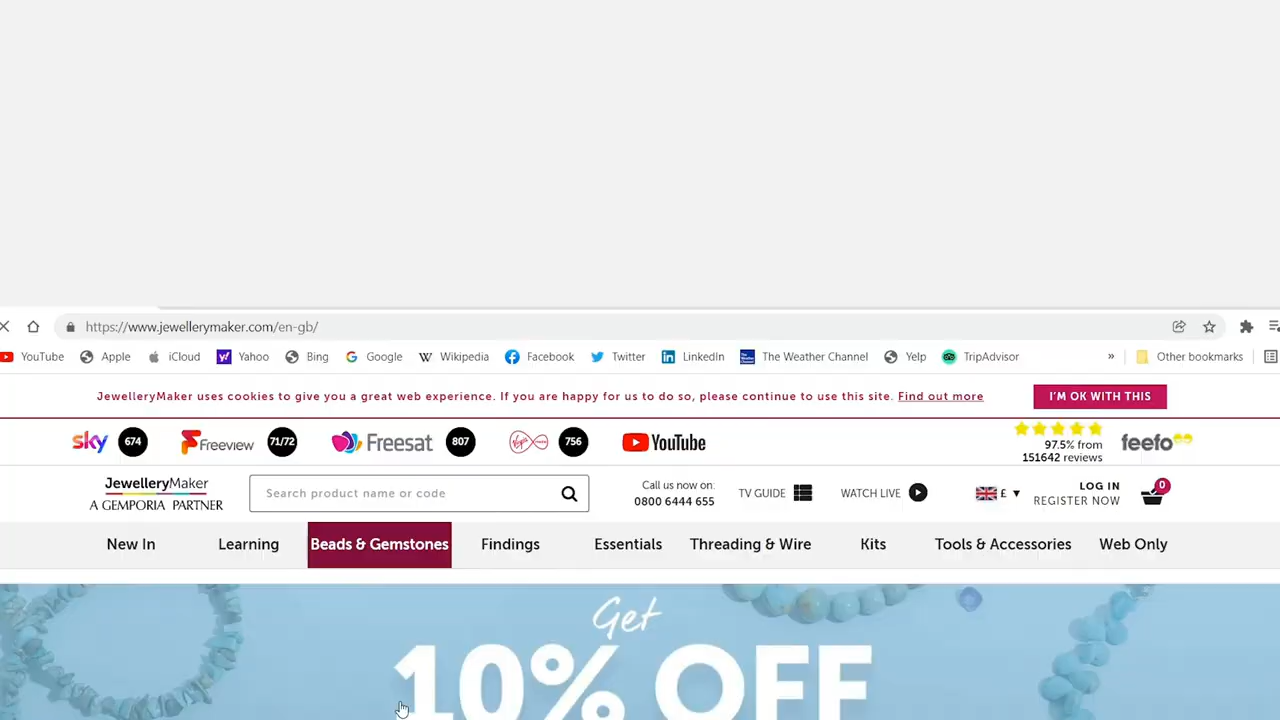 https://www.jewellerymaker.com/en-gb/
YouTube Apple iCloud Yahoo Bing Google Wikipedia Facebook Twitter LinkedIn The Weather Channel Yelp TripAdvisor » Other bookmarks
JewelleryMaker uses cookies to give you a great web experience. If you are happy for us to do so, please continue to use this site. Find out more I'M OK WITH THIS
sky 674 Freeview 71/72 Freesat 807 Virgin media 756 YouTube 97.5% from feefo
151642 reviews
JewelleryMaker
A GEMPORIA PARTNER
Search product name or code
Call us now on:
0800 6444 655
TV GUIDE WATCH LIVE £ LOG IN 0
REGISTER NOW
New In Learning Beads & Gemstones Findings Essentials Threading & Wire Kits Tools & Accessories Web Only
Get
10% OFF